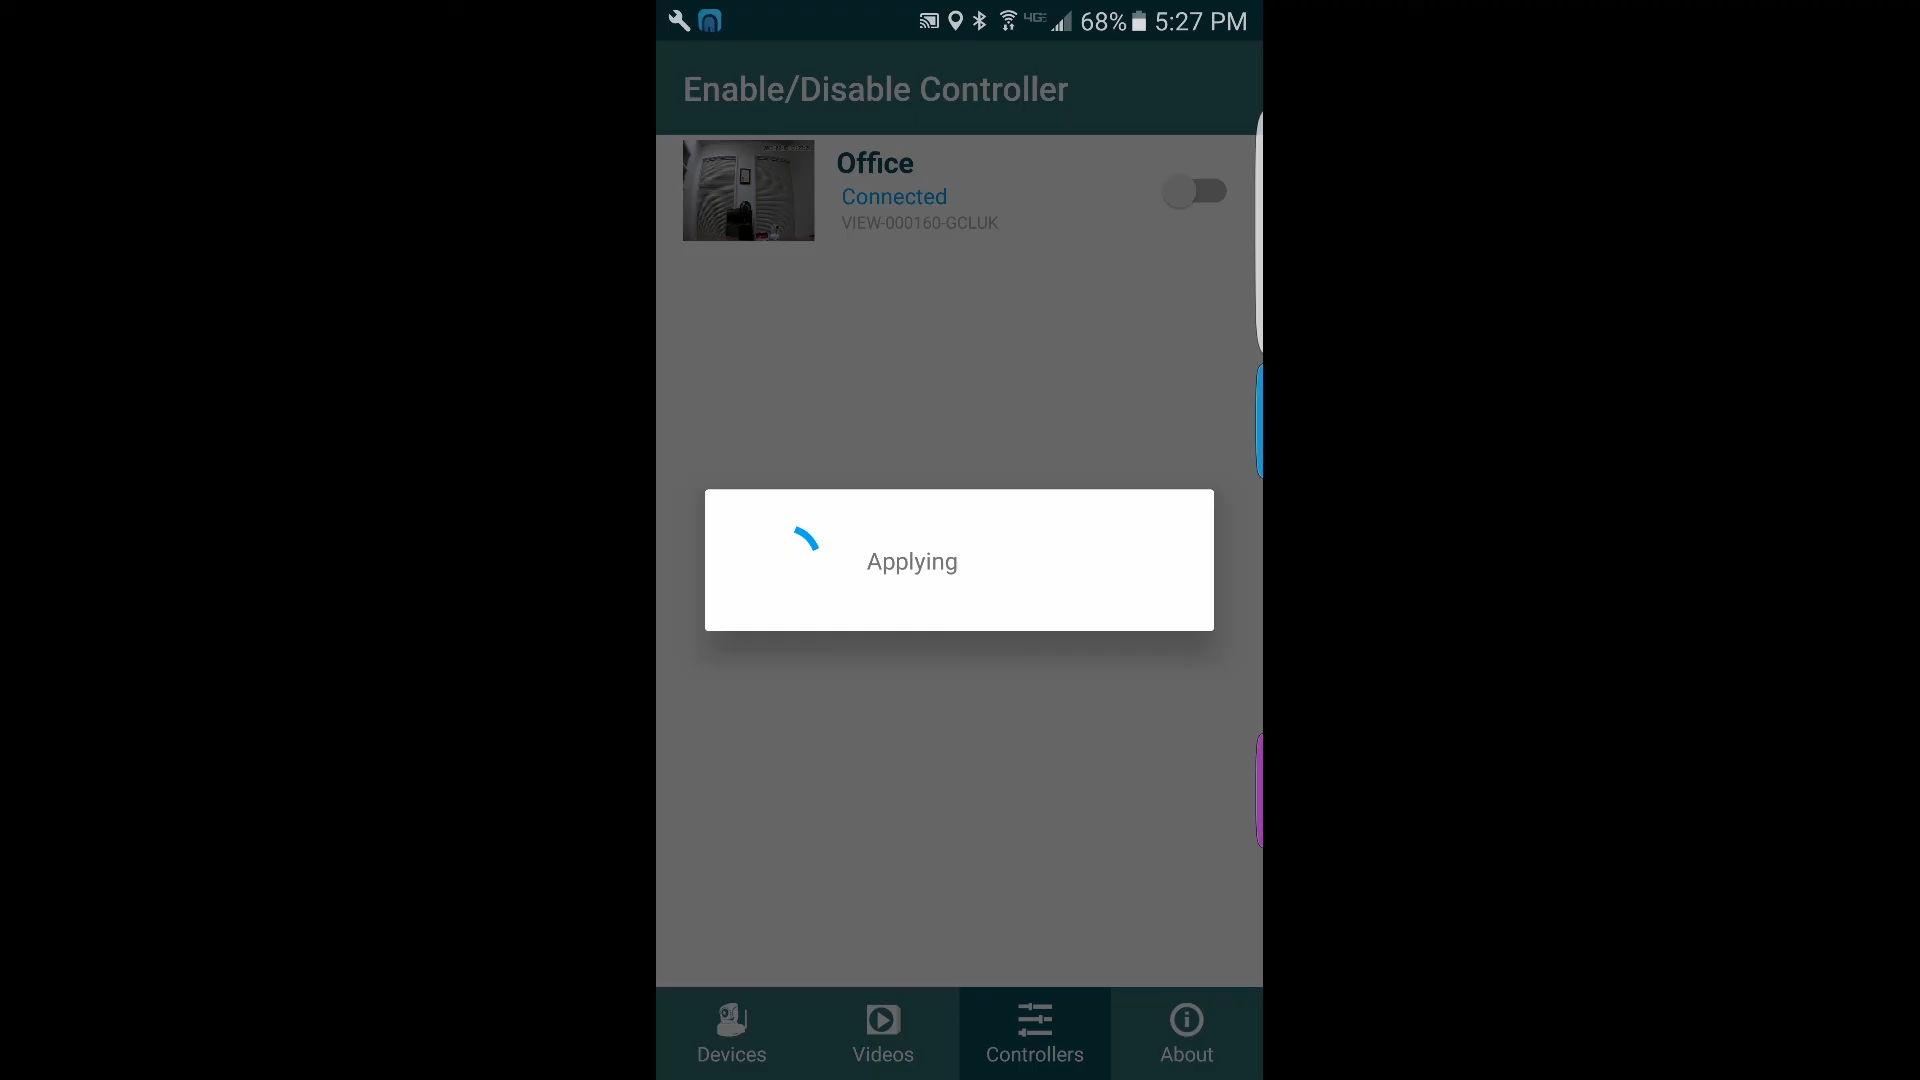 68% 5:27 PM
Enable/Disable Controller
Office
Connected
VIEW-000160-GCLUK
Applying
Devices
Videos
Controllers
About